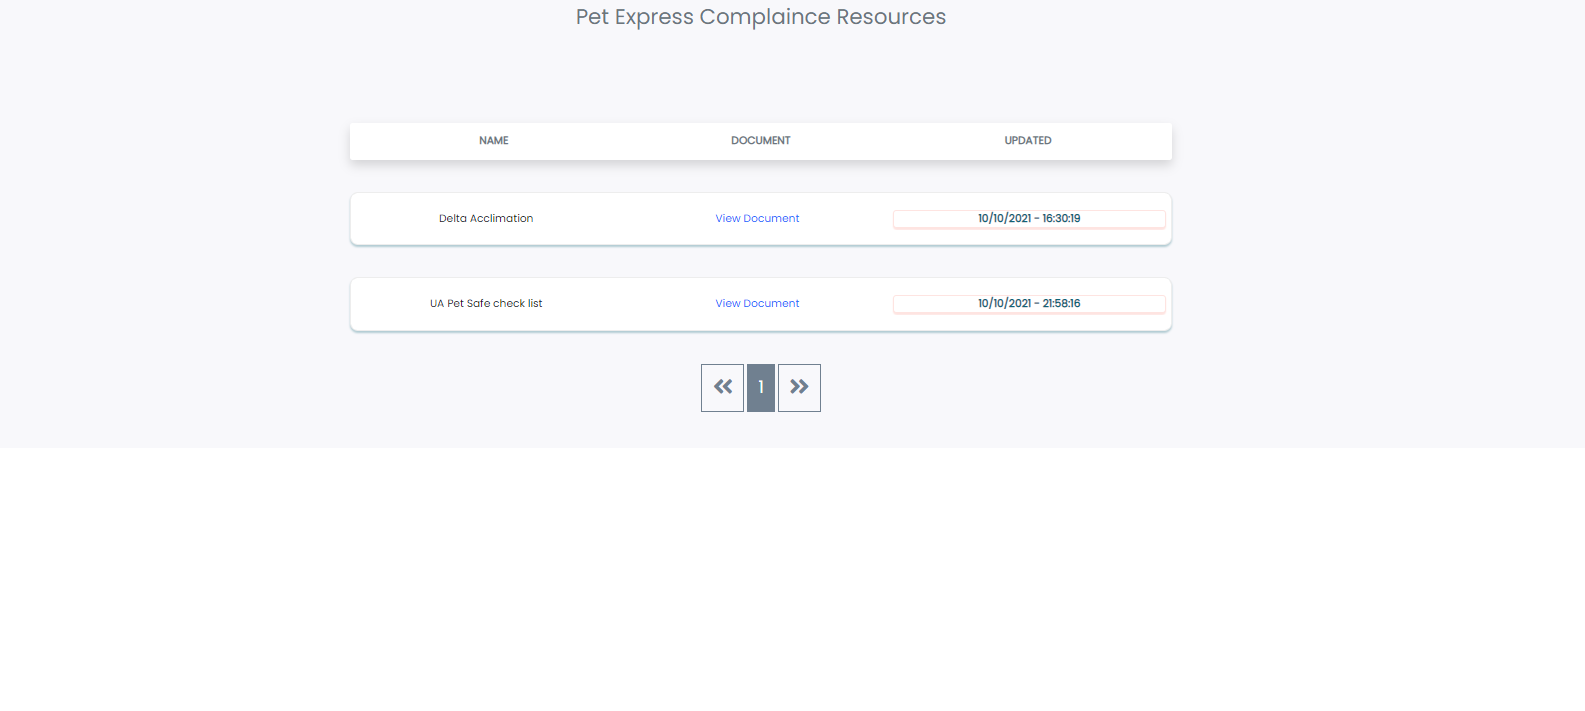 Pet Express Complaince Resources
NAME DOCUMENT UPDATED
Delta Acclimation View Document 10/10/2021 - 16:30:19
UA Pet Safe check list View Document 10/10/2021 - 21:58:16
1